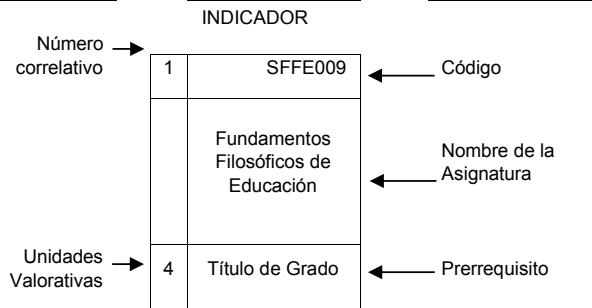 INDICADOR
Número
correlativo
1
SFFE009
Código
Fundamentos
Filosóficos de
Educación
Nombre de la
Asignatura
Unidades
Valorativas
4
Título de Grado
Prerrequisito